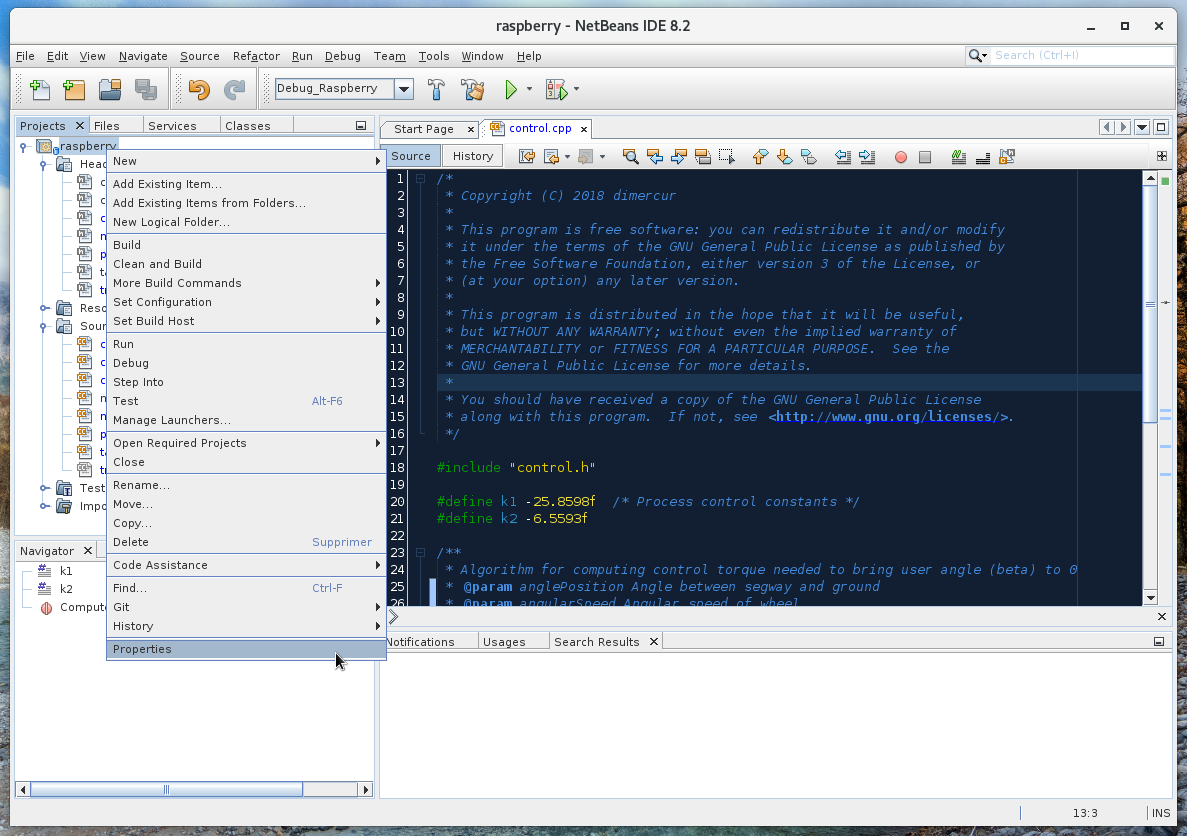 raspberry - NetBeans IDE 8.2
File Edit View Navigate Source Refactor Run Debug Team Tools Window Help
Search (Ctrl+I)
Debug_Raspberry
Projects Files Services Classes
raspberry
Head
New
Add Existing Item...
Add Existing Items from Folders...
New Logical Folder...
Build
Clean and Build
More Build Commands
Set Configuration
Reso
Set Build Host
Sour
Run
Debug
Step Into
Test Alt-F6
Manage Launchers...
Open Required Projects
Close
Rename...
Test
Move...
Impo
Copy...
Delete Supprimer
Code Assistance
Find... Ctrl-F
Git
History
Properties
Navigator
k1
k2
Compute
Start Page control.cpp
Source History
1 /*
2 * Copyright (C) 2018 dimercur
3 *
4 * This program is free software: you can redistribute it and/or modify
5 * it under the terms of the GNU General Public License as published by
6 * the Free Software Foundation, either version 3 of the License, or
7 * (at your option) any later version.
8 *
9 * This program is distributed in the hope that it will be useful,
10 * but WITHOUT ANY WARRANTY; without even the implied warranty of
11 * MERCHANTABILITY or FITNESS FOR A PARTICULAR PURPOSE.  See the
12 * GNU General Public License for more details.
13 *
14 * You should have received a copy of the GNU General Public License
15 * along with this program.  If not, see <http://www.gnu.org/licenses/>.
16 */
17
18 #include "control.h"
19
20 #define k1 -25.8598f  /* Process control constants */
21 #define k2 -6.5593f
22
23 /**
24 * Algorithm for computing control torque needed to bring user angle (beta) to 0
25 * @param anglePosition Angle between segway and ground
26 * @param angularSpeed Angular speed of wheel
Notifications Usages Search Results
13:3 INS